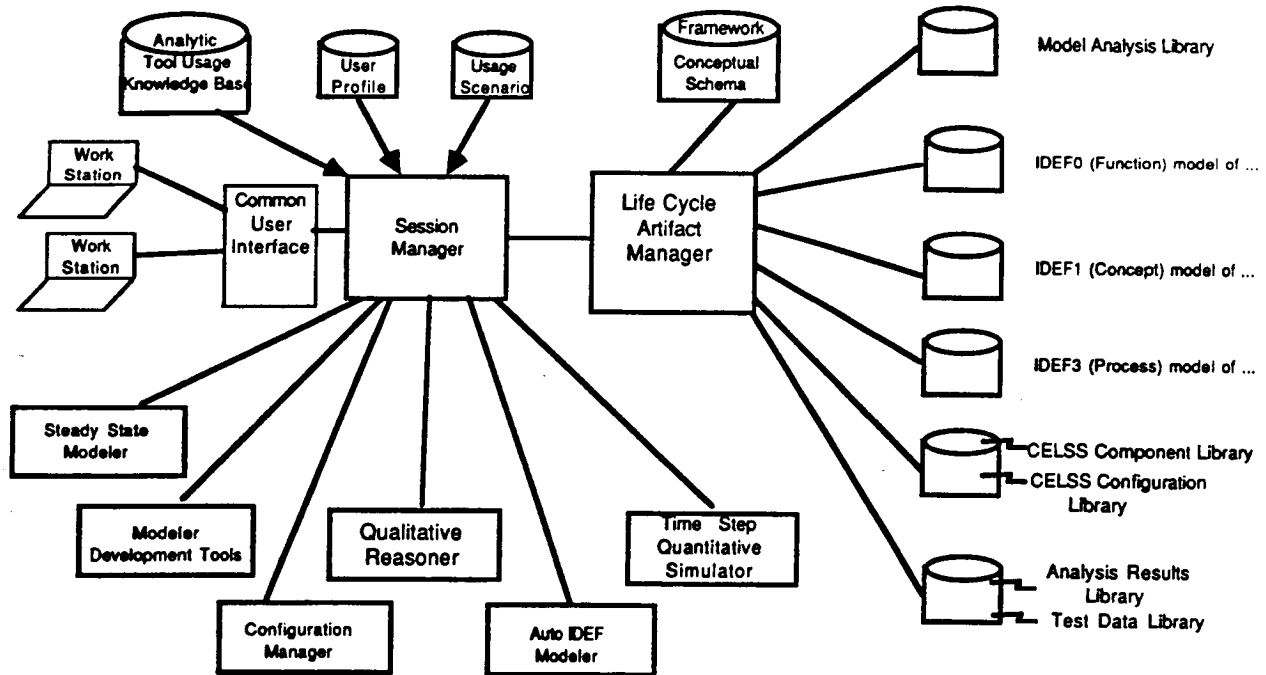 Analytic
Tool Usage
Knowledge Base
User
Profile
Usage
Scenario
Framework
Conceptual
Schema
Model Analysis Library
Work
Station
Common
User
Interface
Session
Manager
Life Cycle
Artifact
Manager
IDEF0 (Function) model of ...
Work
Station
IDEF1 (Concept) model of ...
IDEF3 (Process) model of ...
Steady State
Modeler
CELSS Component Library
CELSS Configuration
Library
Modeler
Development Tools
Qualitative
Reasoner
Time Step
Quantitative
Simulator
Analysis Results
Library
Test Data Library
Configuration
Manager
Auto IDEF
Modeler